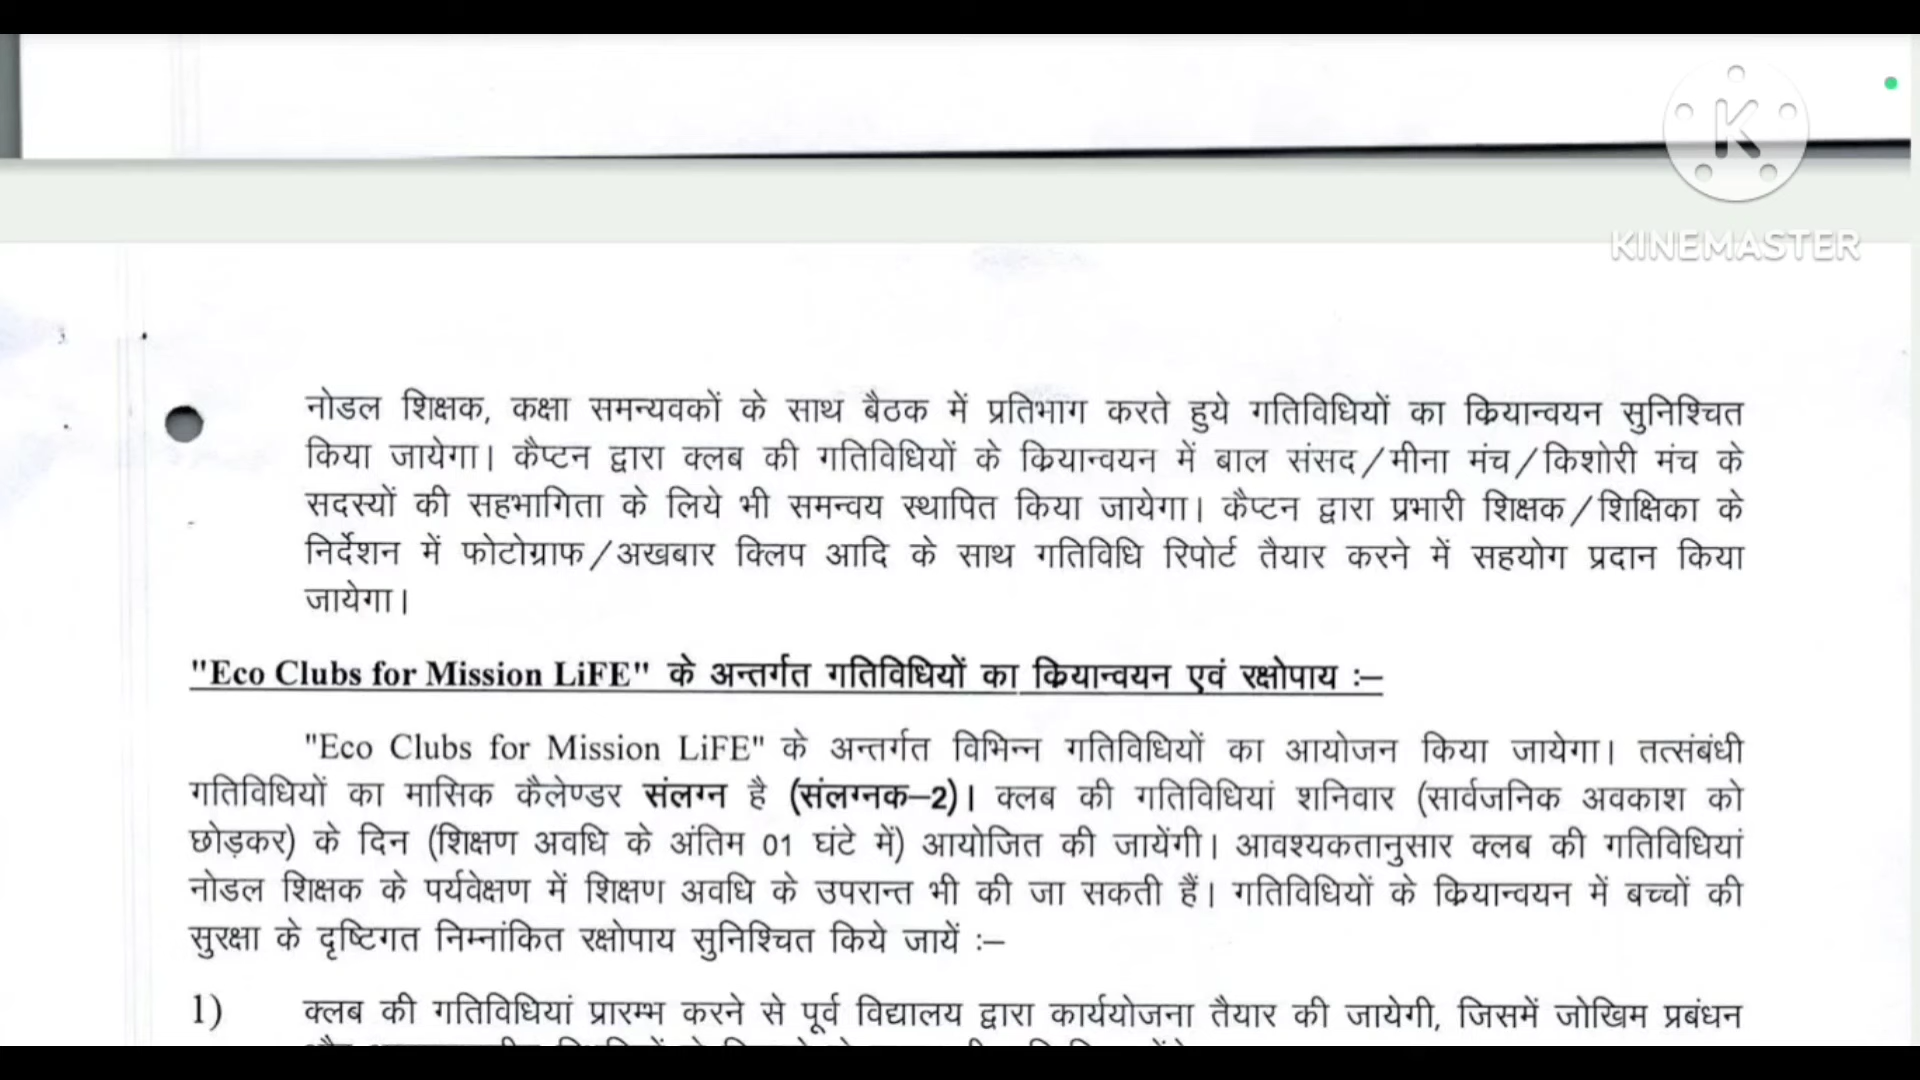 KINEMASTER
नोडल शिक्षक, कक्षा समन्यवकों के साथ बैठक में प्रतिभाग करते हुये गतिविधियों का क्रियान्वयन सुनिश्चित
किया जायेगा। कैप्टन द्वारा क्लब की गतिविधियों के क्रियान्वयन में बाल संसद/मीना मंच/किशोरी मंच के
सदस्यों की सहभागिता के लिये भी समन्वय स्थापित किया जायेगा। कैप्टन द्वारा प्रभारी शिक्षक/शिक्षिका के
निर्देशन में फोटोग्राफ/अखबार क्लिप आदि के साथ गतिविधि रिपोर्ट तैयार करने में सहयोग प्रदान किया
जायेगा।
"Eco Clubs for Mission LiFE" के अन्तर्गत गतिविधियों का क्रियान्वयन एवं रक्षोपाय :–
"Eco Clubs for Mission LiFE" के अन्तर्गत विभिन्न गतिविधियों का आयोजन किया जायेगा। तत्संबंधी
गतिविधियों का मासिक कैलेण्डर संलग्न है (संलग्नक–2)। क्लब की गतिविधियां शनिवार (सार्वजनिक अवकाश को
छोड़कर) के दिन (शिक्षण अवधि के अंतिम 01 घंटे में) आयोजित की जायेंगी। आवश्यकतानुसार क्लब की गतिविधियां
नोडल शिक्षक के पर्यवेक्षण में शिक्षण अवधि के उपरान्त भी की जा सकती हैं। गतिविधियों के क्रियान्वयन में बच्चों की
सुरक्षा के दृष्टिगत निम्नांकित रक्षोपाय सुनिश्चित किये जायें :–
1) क्लब की गतिविधियां प्रारम्भ करने से पूर्व विद्यालय द्वारा कार्ययोजना तैयार की जायेगी, जिसमें जोखिम प्रबंधन